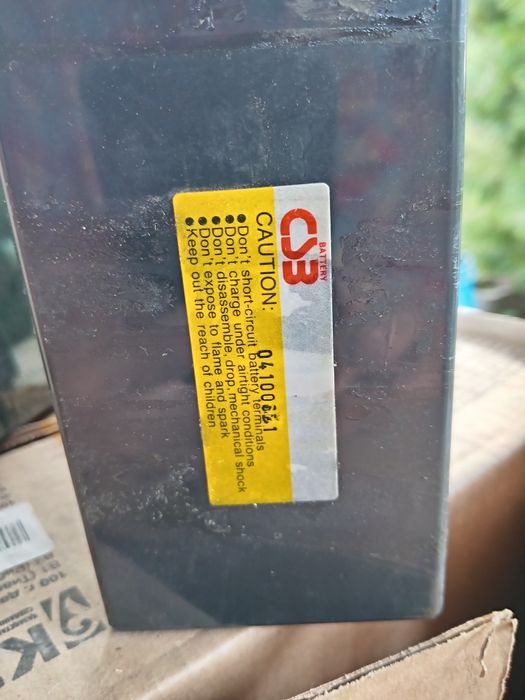 CSB
BATTERY
CAUTION:
● Don't short-circuit battery terminals
● Don't charge under airtight conditions
● Don't disassemble, drop, mechanical shock
● Don't expose to flame and spark
● Keep out the reach of children